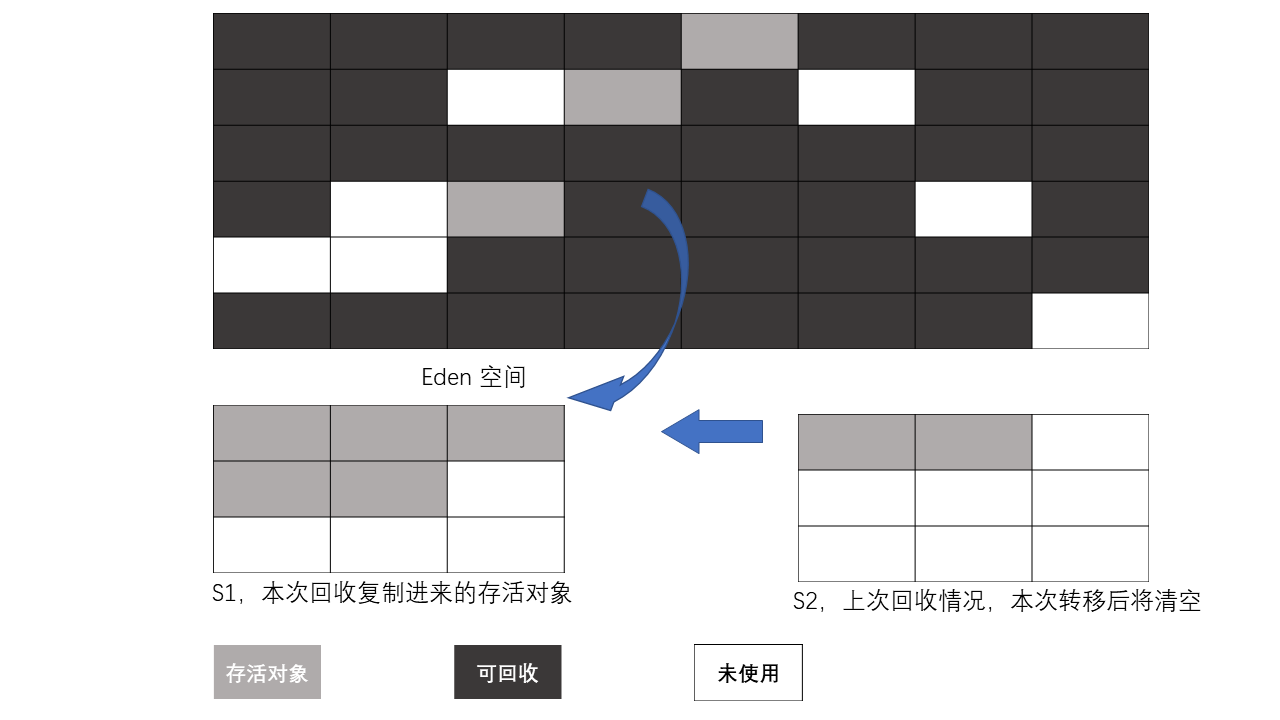 Eden 空间
S1，本次回收复制进来的存活对象
S2，上次回收情况，本次转移后将清空
存活对象
可回收
未使用